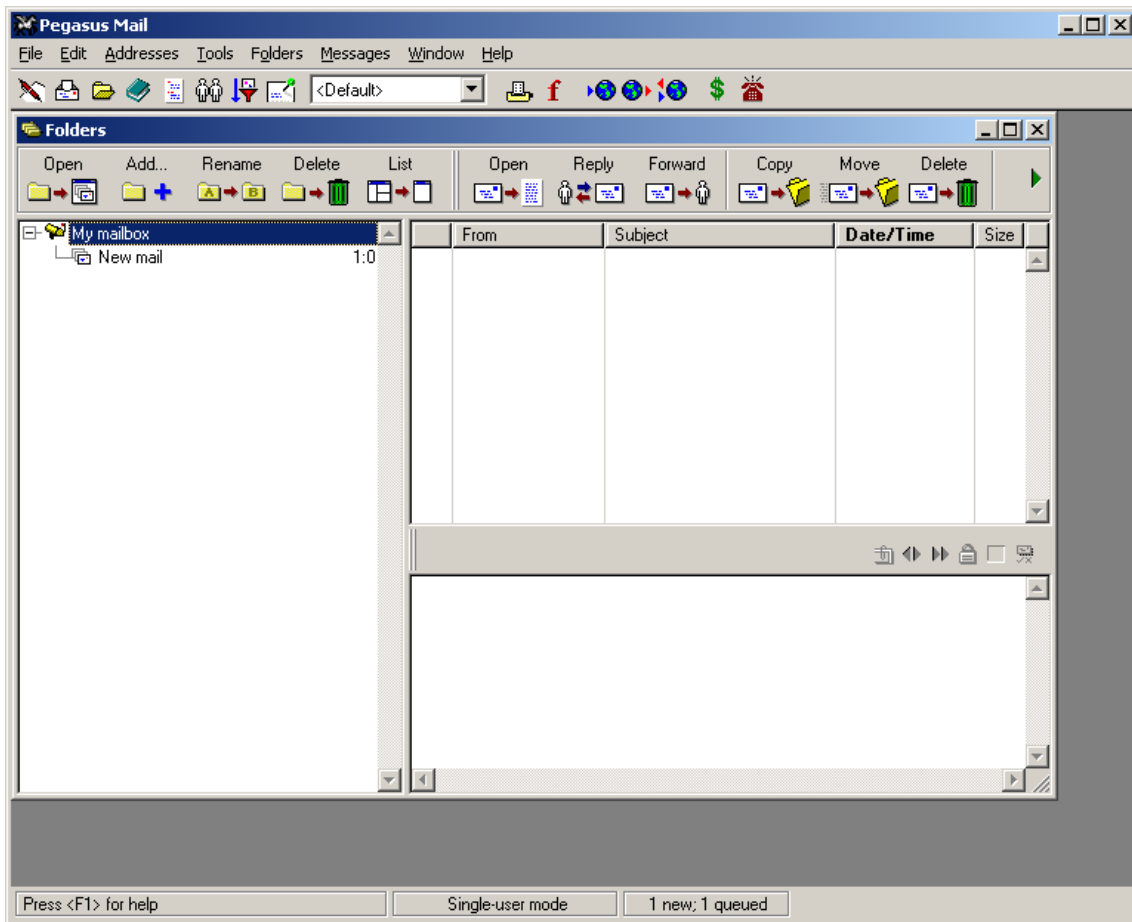 Pegasus Mail
File Edit Addresses Tools Folders Messages Window Help
<Default> f $
Folders
Open Add... Rename Delete List Open Reply Forward Copy Move Delete
A B
My mailbox From Subject Date/Time Size
New mail 1:0
Press <F1> for help Single-user mode 1 new; 1 queued